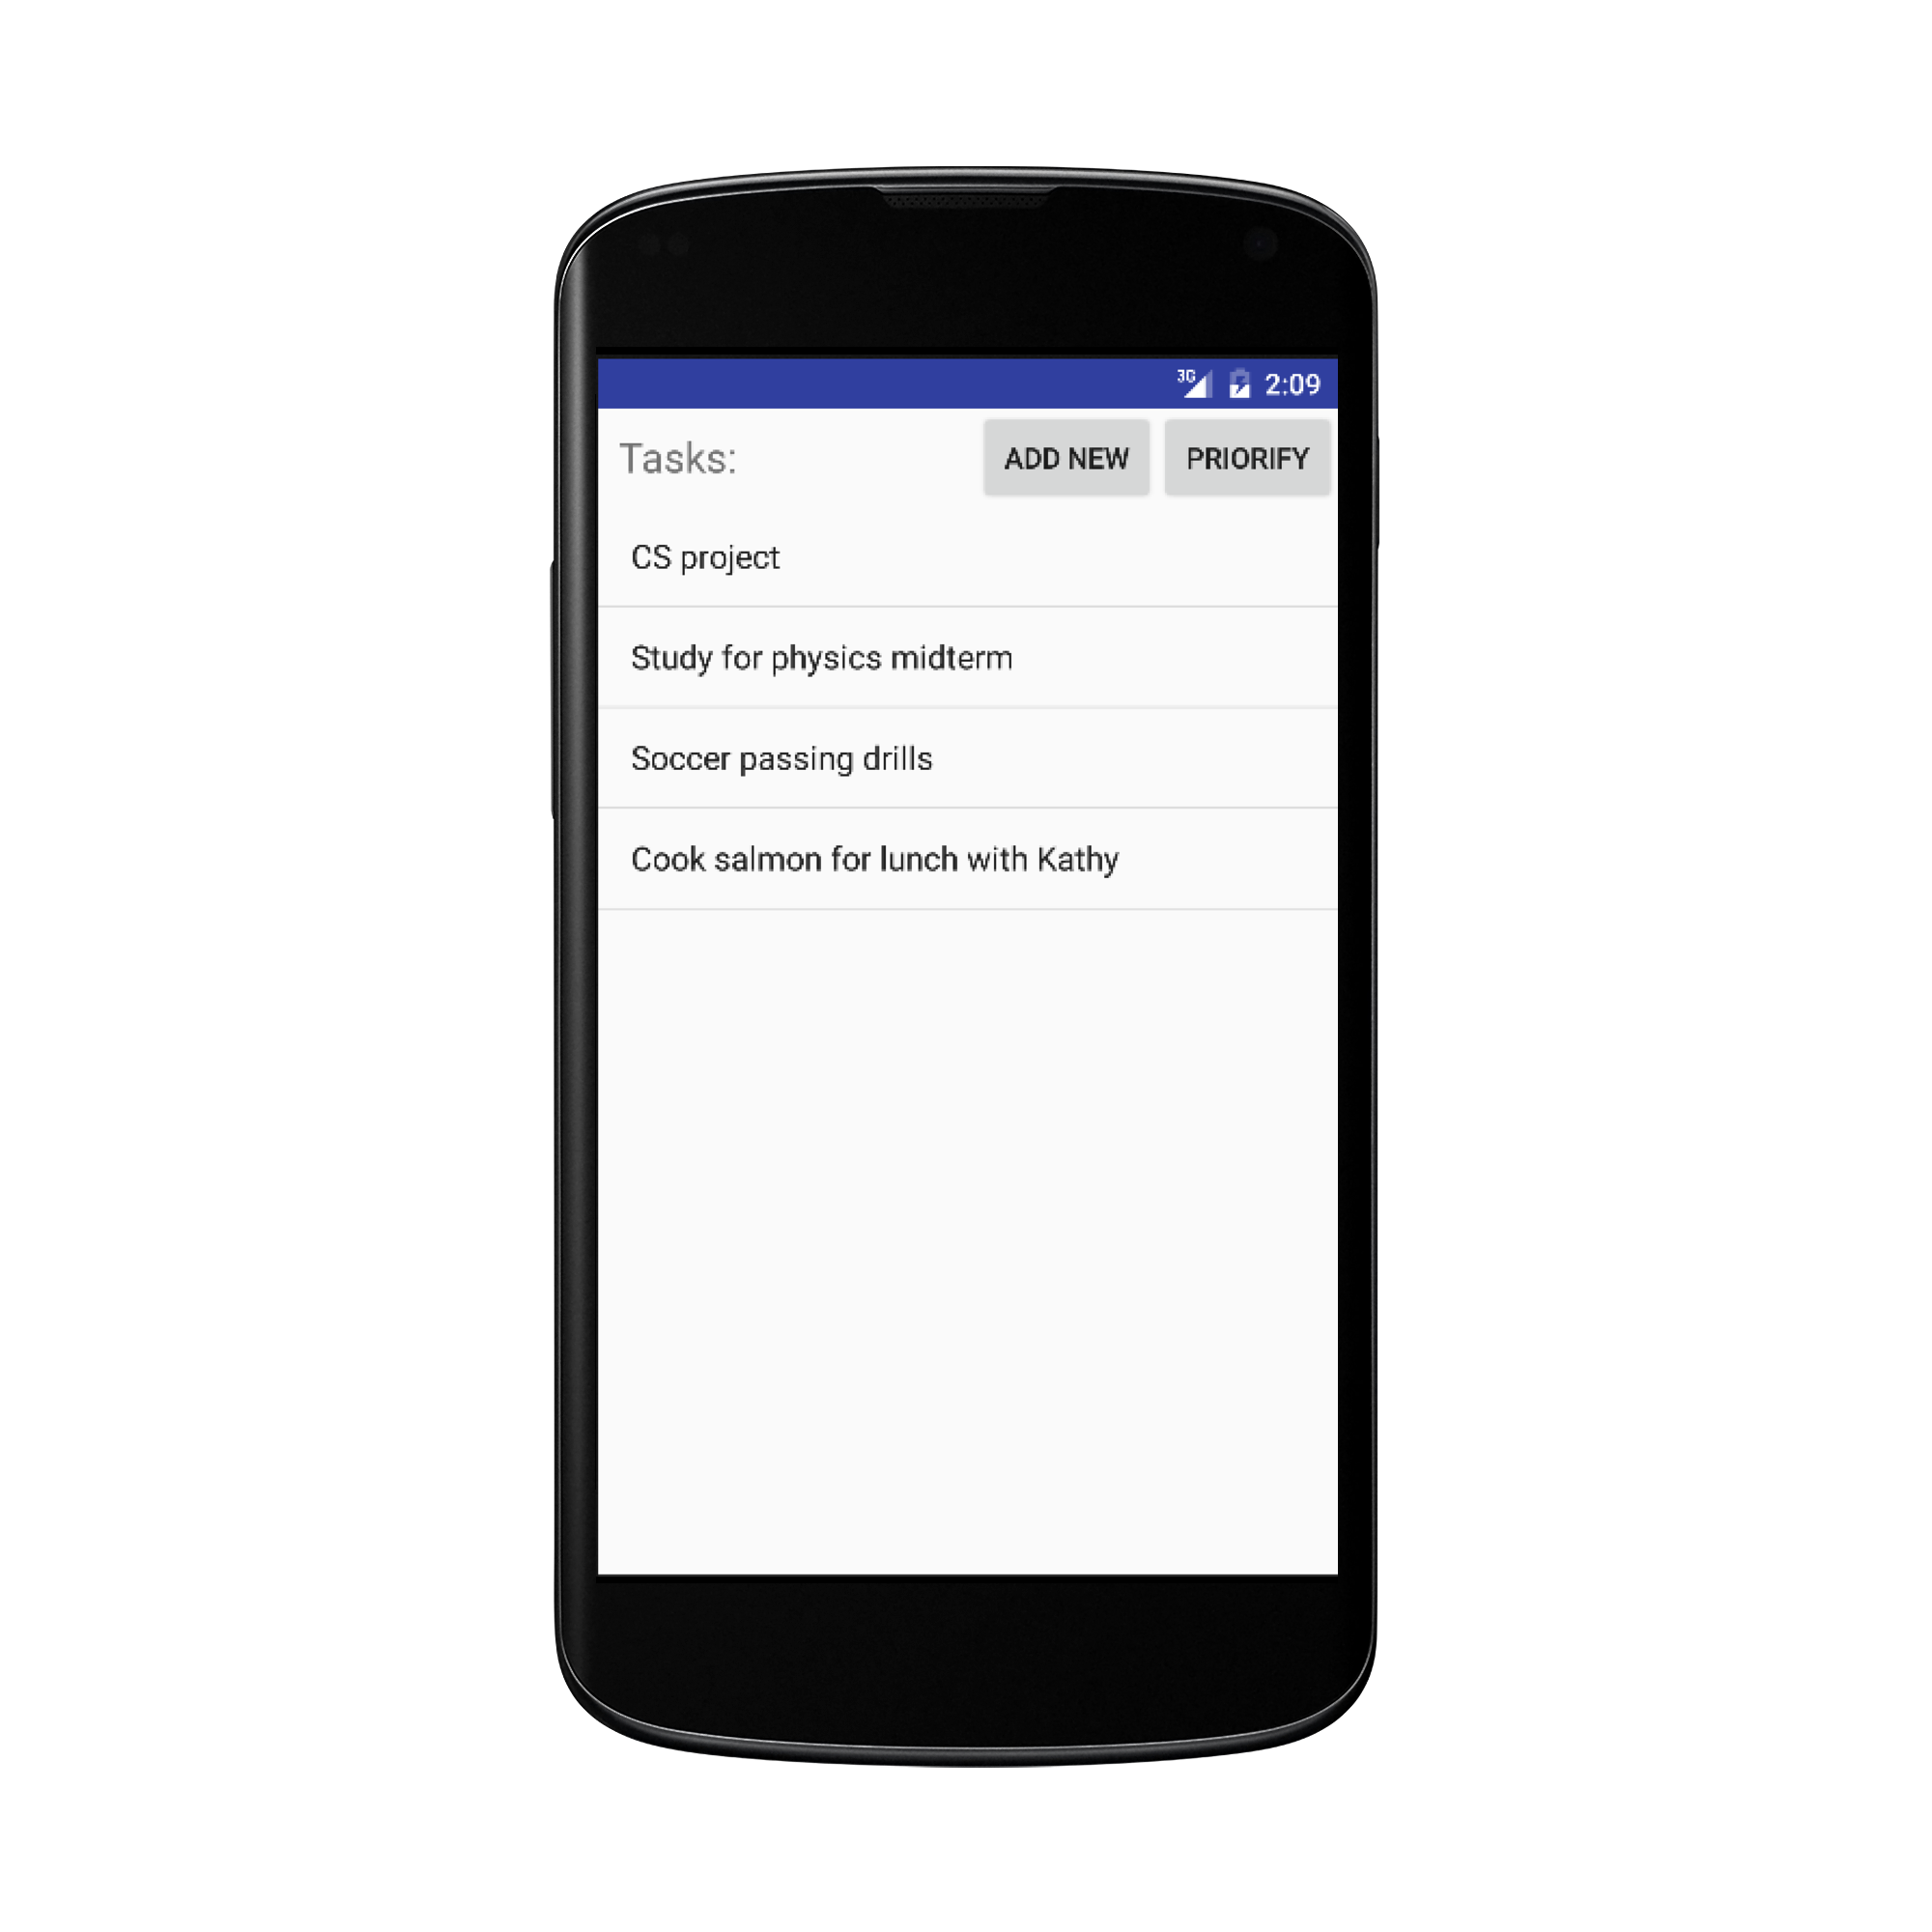 3G 2:09
Tasks: ADD NEW PRIORIFY
CS project
Study for physics midterm
Soccer passing drills
Cook salmon for lunch with Kathy